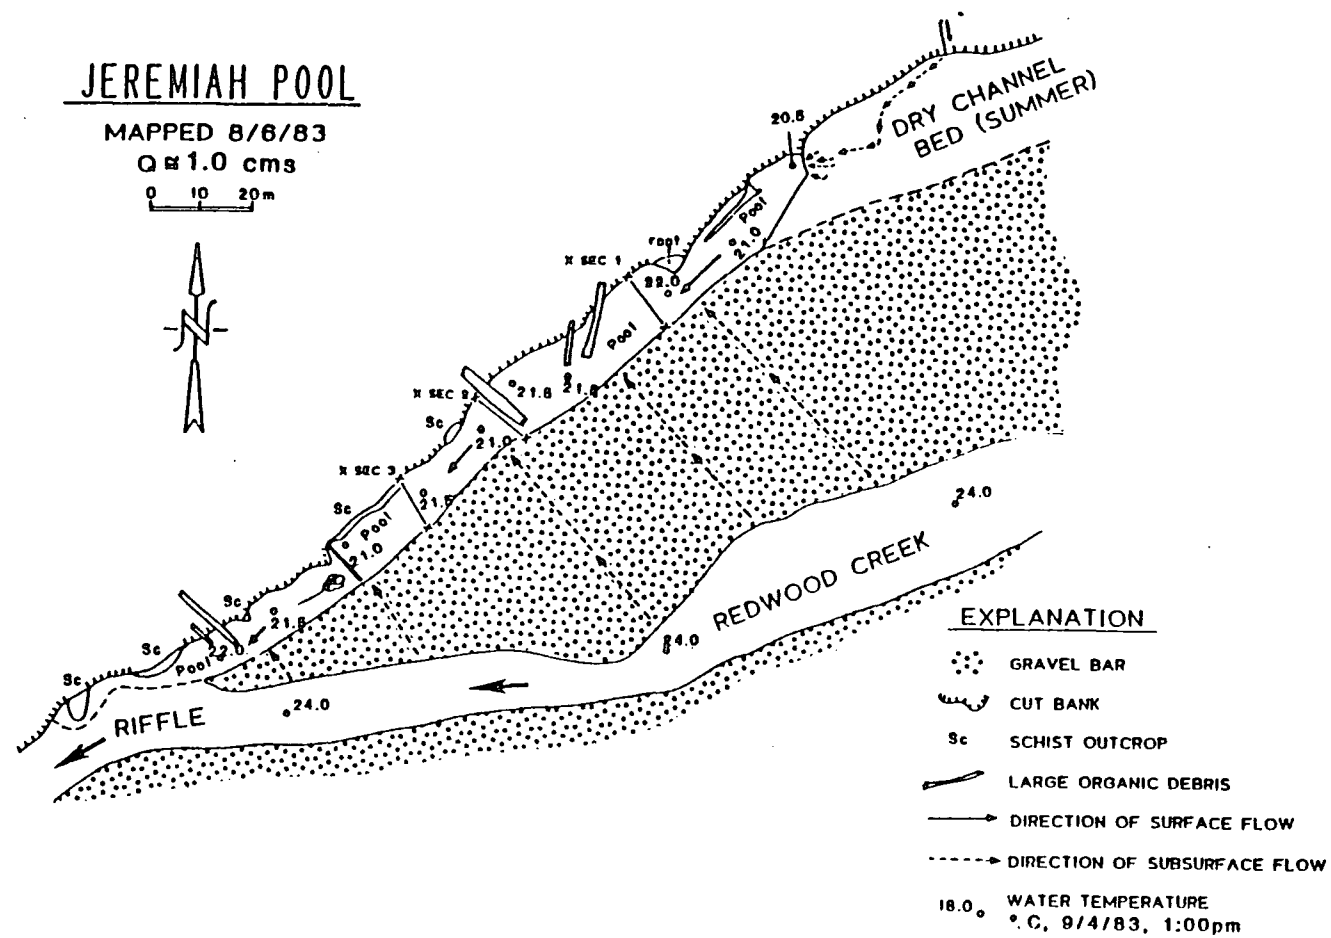 JEREMIAH POOL
MAPPED 8/6/83
Q ≅ 1.0 cms
0 10 20m
N
DRY CHANNEL
BED (SUMMER)
20.5
Pool
21.0
root
X SEC 1
22.0
Pool
21.5
21.5
X SEC 2
Sc
21.0
X SEC 3
21.5
Sc
Pool
21.0
24.0
REDWOOD CREEK
24.0
Sc
21.5
Sc
22.0
Pool
Sc
24.0
RIFFLE
EXPLANATION
GRAVEL BAR
CUT BANK
Sc SCHIST OUTCROP
LARGE ORGANIC DEBRIS
DIRECTION OF SURFACE FLOW
DIRECTION OF SUBSURFACE FLOW
18.0 WATER TEMPERATURE
°C, 9/4/83, 1:00pm